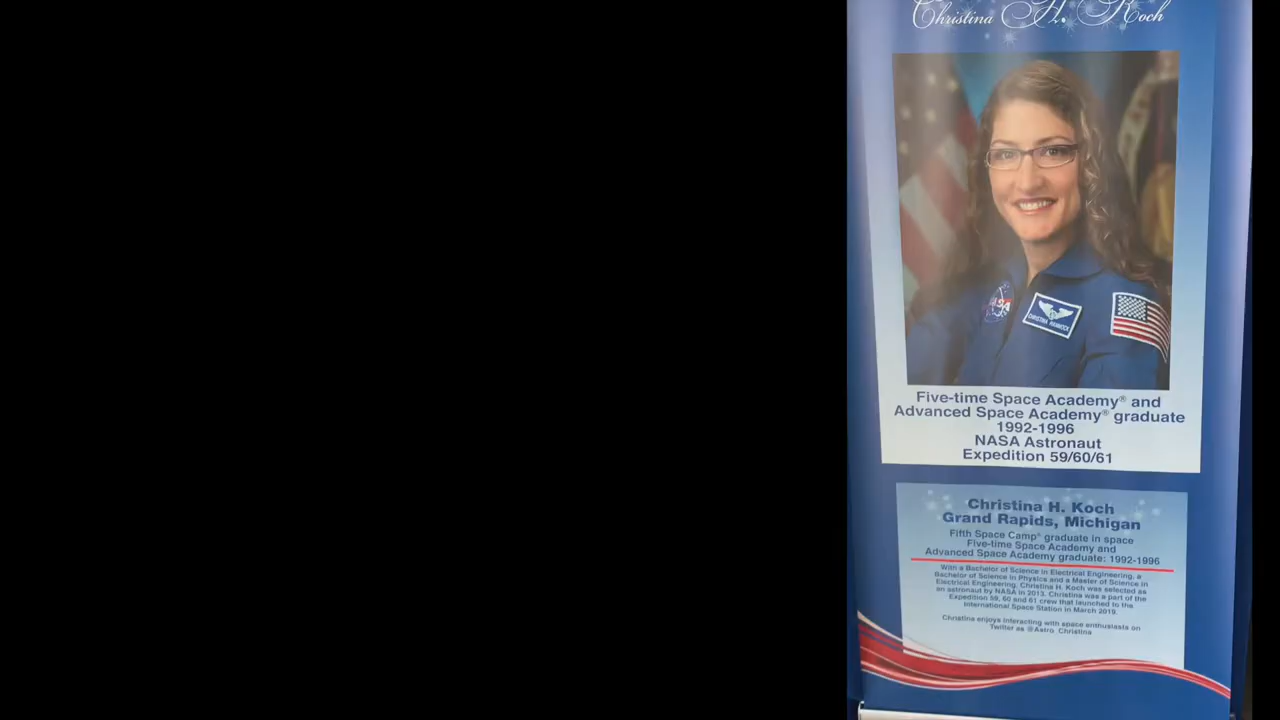 Christina H. Koch
NASA
CHRISTINA HAMMOCK
Five-time Space Academy® and
Advanced Space Academy® graduate
1992-1996
NASA Astronaut
Expedition 59/60/61
Christina H. Koch
Grand Rapids, Michigan
Fifth Space Camp® graduate in space
Five-time Space Academy and
Advanced Space Academy graduate: 1992-1996
With a Bachelor of Science in Electrical Engineering, a
Bachelor of Science in Physics and a Master of Science in
Electrical Engineering, Christina H. Koch was selected as
an astronaut by NASA in 2013. Christina was a part of the
Expedition 59, 60 and 61 crew that launched to the
International Space Station in March 2019.
Christina enjoys interacting with space enthusiasts on
Twitter as @Astro_Christina